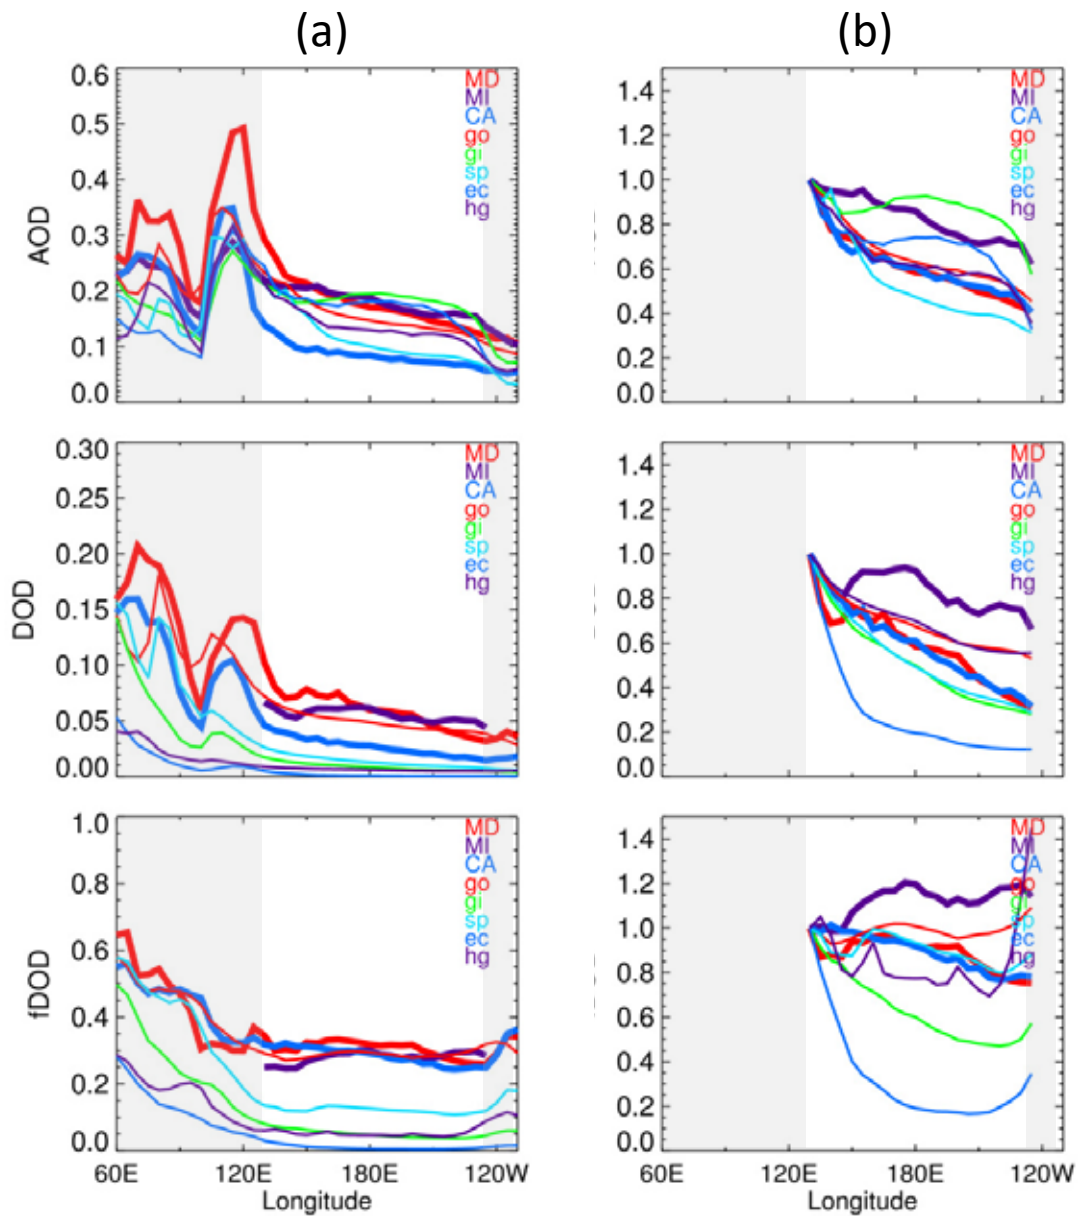 (a)
(b)
0.6
0.5
0.4
0.3
0.2
0.1
0.0
AOD
MD
MI
CA
go
gi
sp
ec
hg
1.4
1.2
1.0
0.8
0.6
0.4
0.2
0.0
MD
MI
CA
go
gi
sp
ec
hg
0.30
0.25
0.20
0.15
0.10
0.05
0.00
DOD
MD
MI
CA
go
gi
sp
ec
hg
1.4
1.2
1.0
0.8
0.6
0.4
0.2
0.0
MD
MI
CA
go
gi
sp
ec
hg
1.0
0.8
0.6
0.4
0.2
0.0
fDOD
MD
MI
CA
go
gi
sp
ec
hg
60E 120E 180E 120W
Longitude
1.4
1.2
1.0
0.8
0.6
0.4
0.2
0.0
MD
MI
CA
go
gi
sp
ec
hg
60E 120E 180E 120W
Longitude